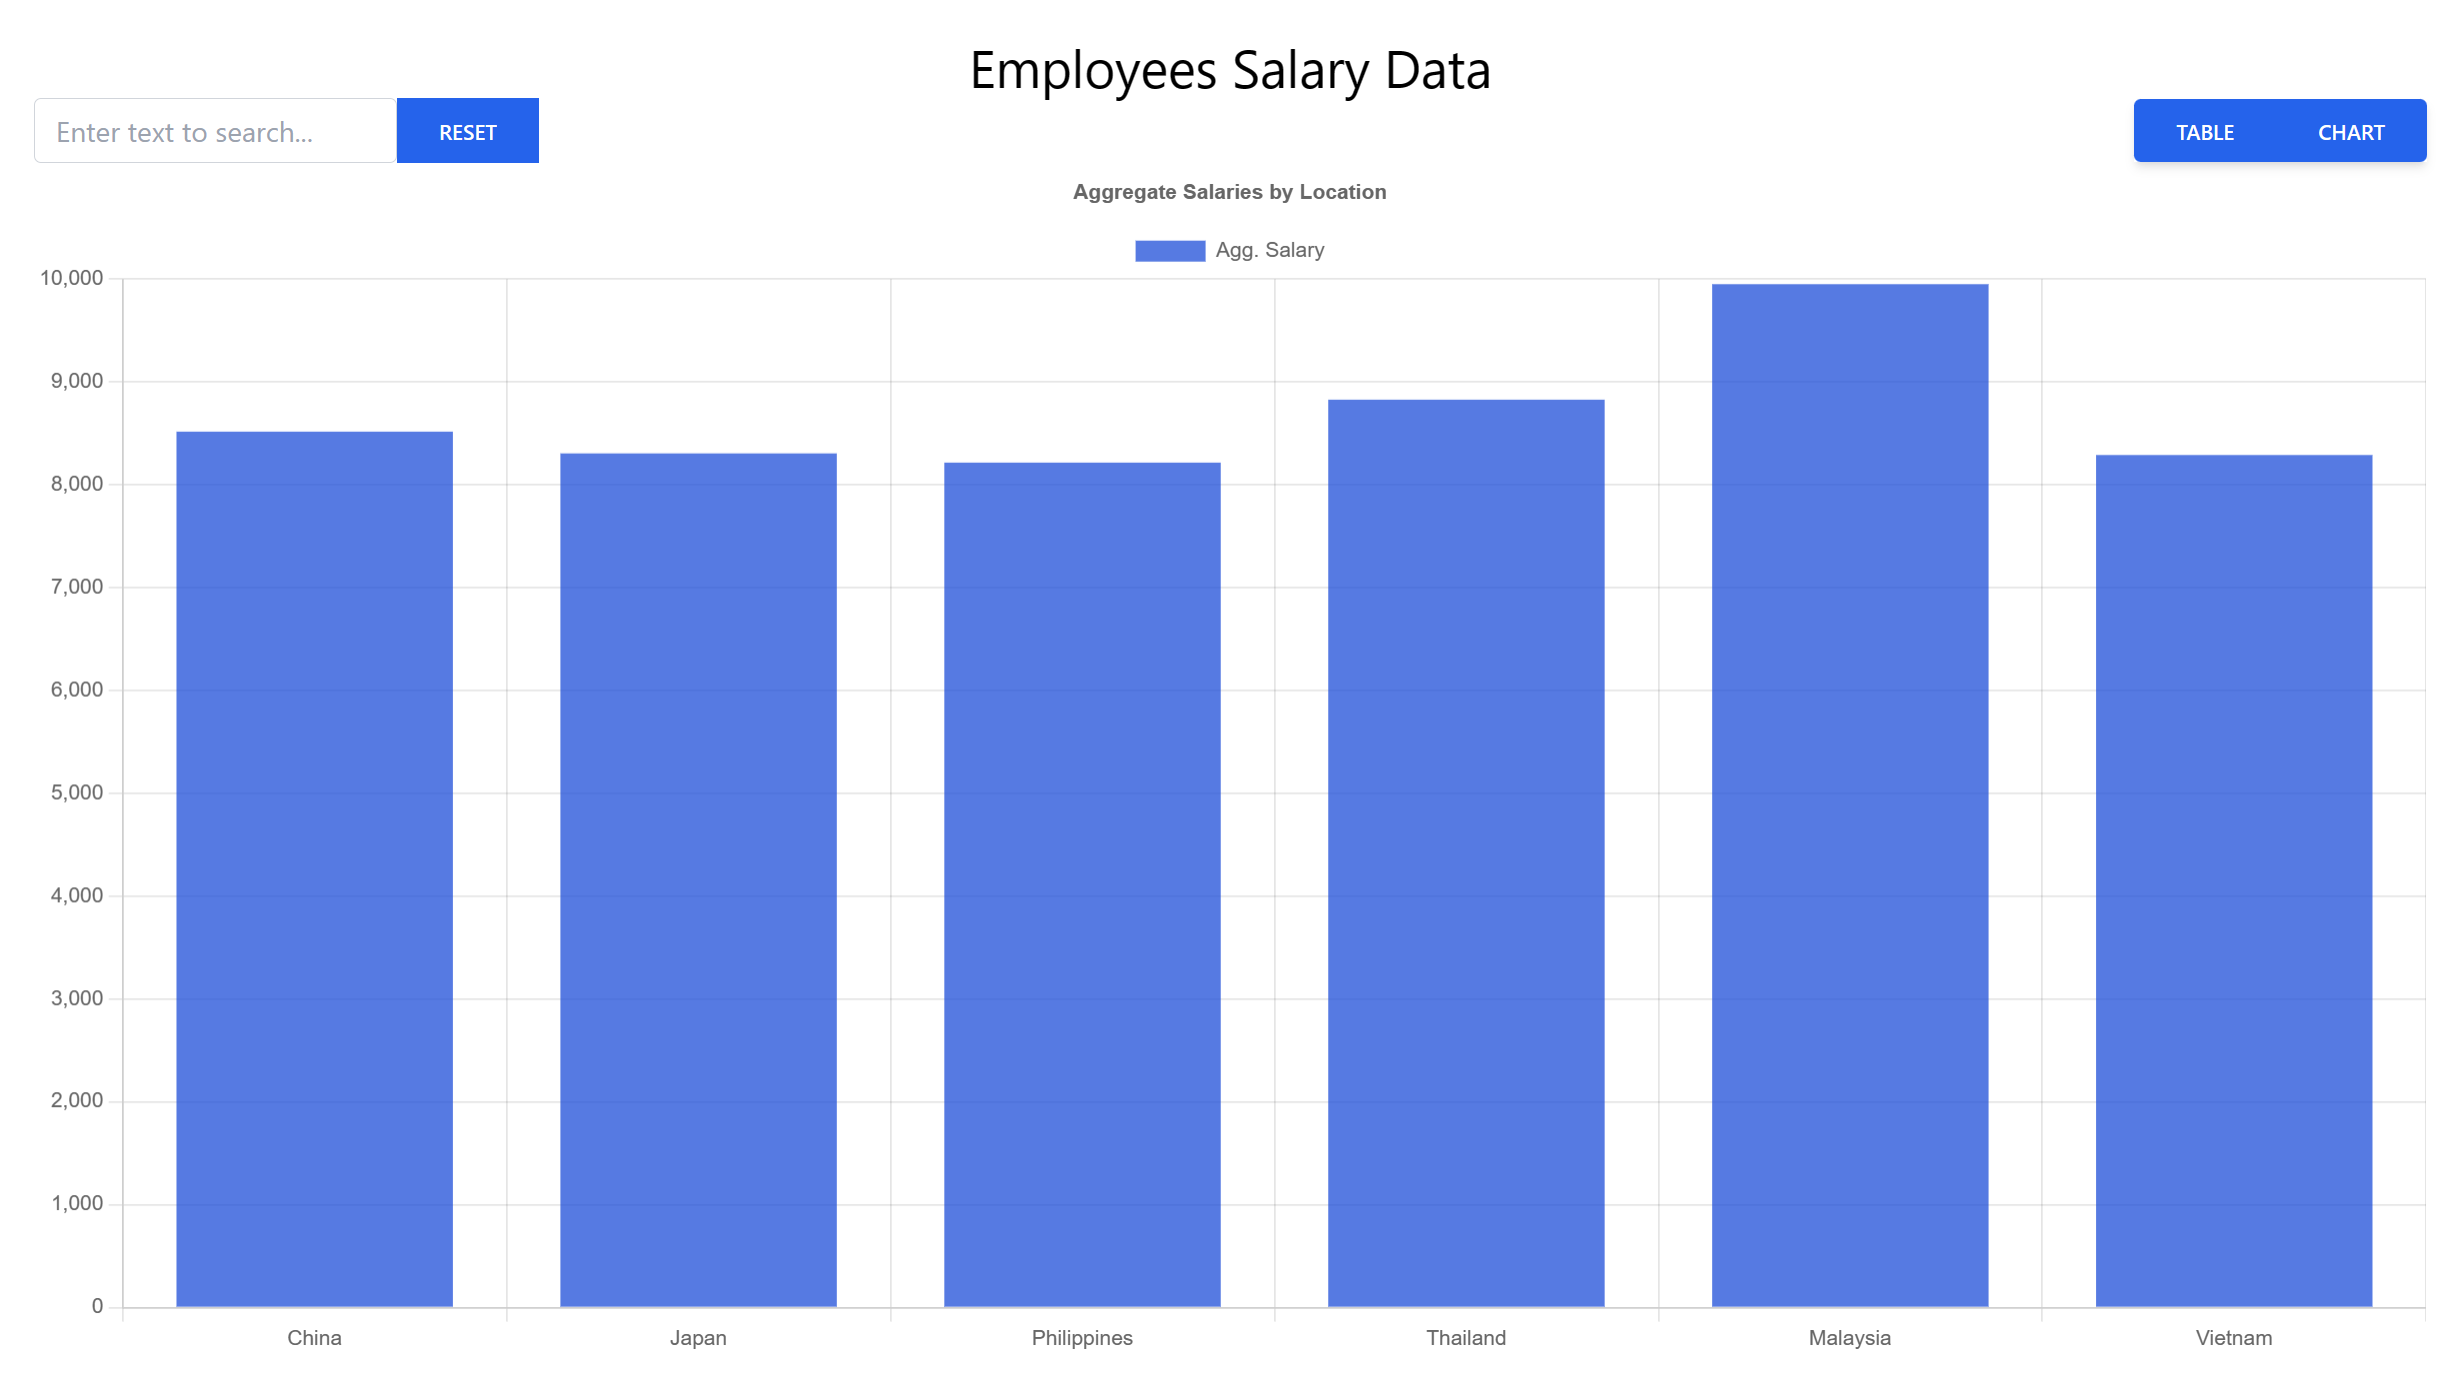 Employees Salary Data
Enter text to search...
RESET
TABLE
CHART
Aggregate Salaries by Location
Agg. Salary
10,000
9,000
8,000
7,000
6,000
5,000
4,000
3,000
2,000
1,000
0
China
Japan
Philippines
Thailand
Malaysia
Vietnam